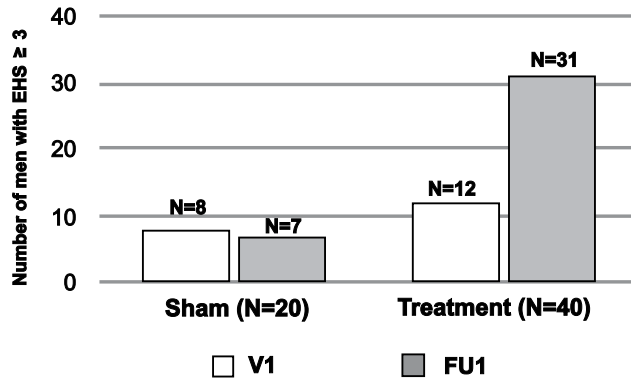 Number of men with EHS ≥ 3
40
30
20
10
0
N=8
N=7
N=12
N=31
Sham (N=20)
Treatment (N=40)
V1
FU1